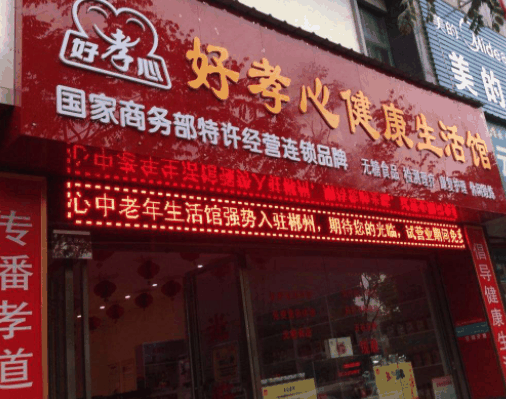 好孝心
好孝心健康生活馆
国家商务部特许经营连锁品牌
无糖食品
心中老年生活馆强势入驻郴州，期待您的光临，试营业期间免
专番孝道
倡导健康生
Midea
美的